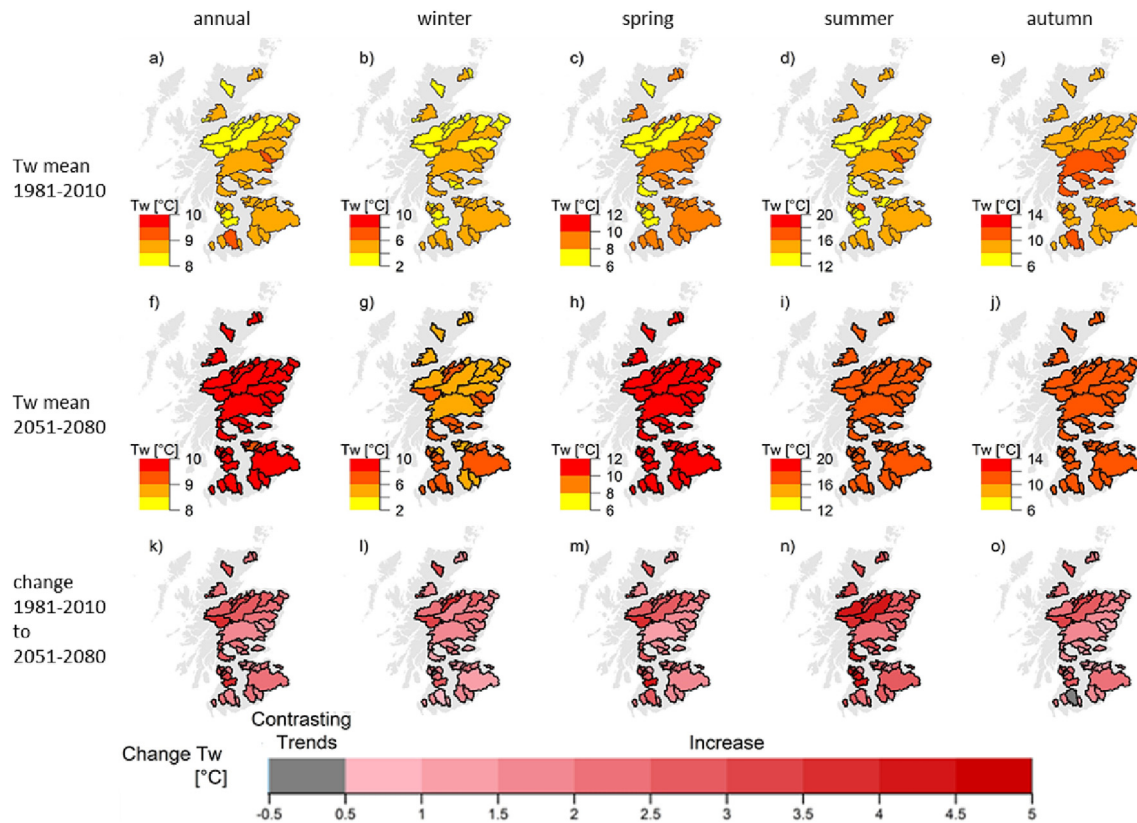 annual winter spring summer autumn
a) b) c) d) e)
Tw mean
1981-2010
Tw [°C] Tw [°C] Tw [°C] Tw [°C] Tw [°C]
10 10 12 20 14
10
9 6 8 16 10
8 2 6 12 6
f) g) h) i) j)
Tw mean
2051-2080
Tw [°C] Tw [°C] Tw [°C] Tw [°C] Tw [°C]
10 10 12 20 14
10
9 6 8 16 10
8 2 6 12 6
k) l) m) n) o)
change
1981-2010
to
2051-2080
Contrasting
Trends
Increase
Change Tw
[°C]
-0.5 0.5 1 1.5 2 2.5 3 3.5 4 4.5 5